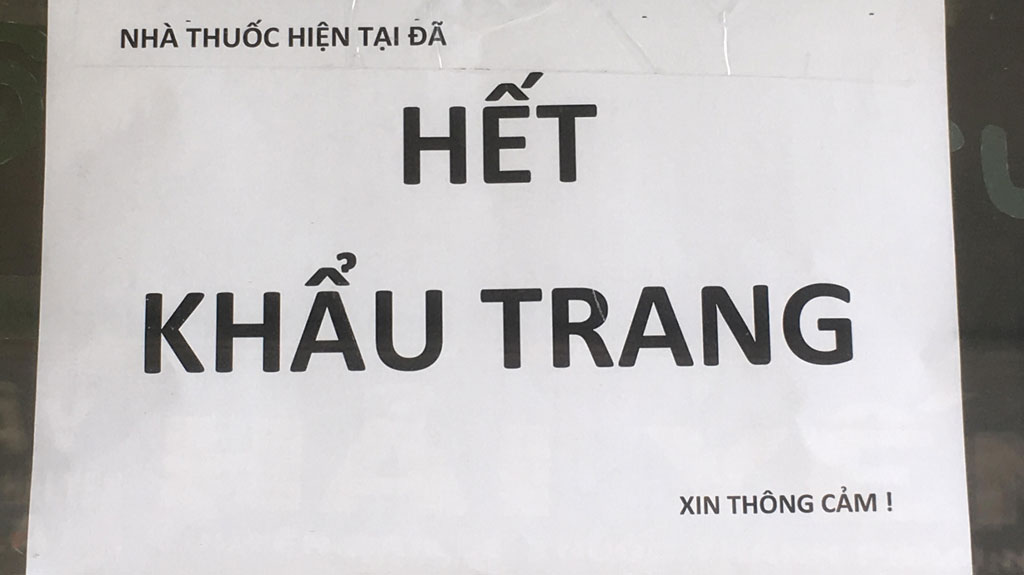 NHÀ THUỐC HIỆN TẠI ĐÃ
HẾT
KHẨU TRANG
XIN THÔNG CẢM !